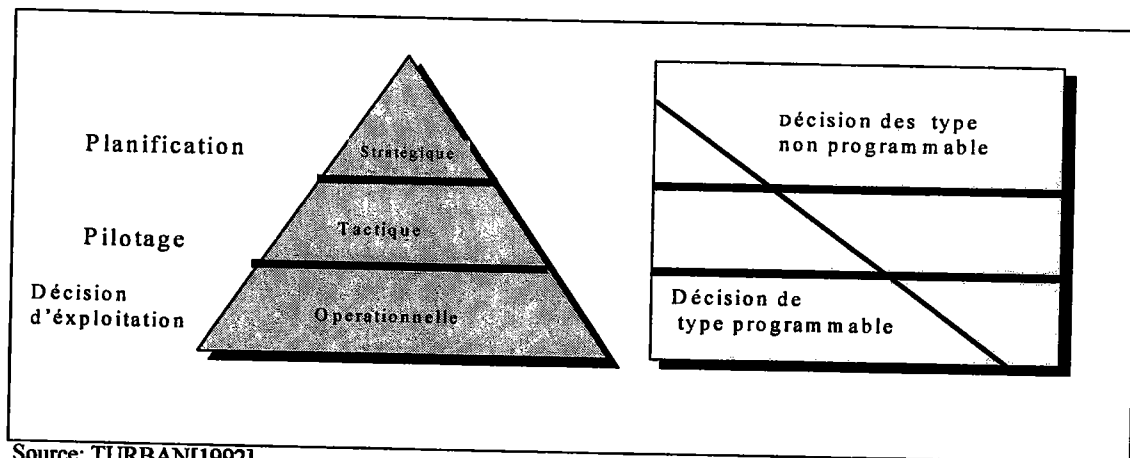 Planification
Stratégique
Pilotage
Tactique
Décision
d'éxploitation
Operationnelle
Décision des type
non programmable
Décision de
type programmable
Source: TURBAN[1992]